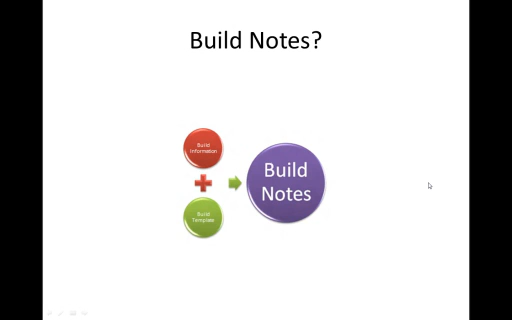 Build Notes?
Build
Information
Build
Template
Build
Notes